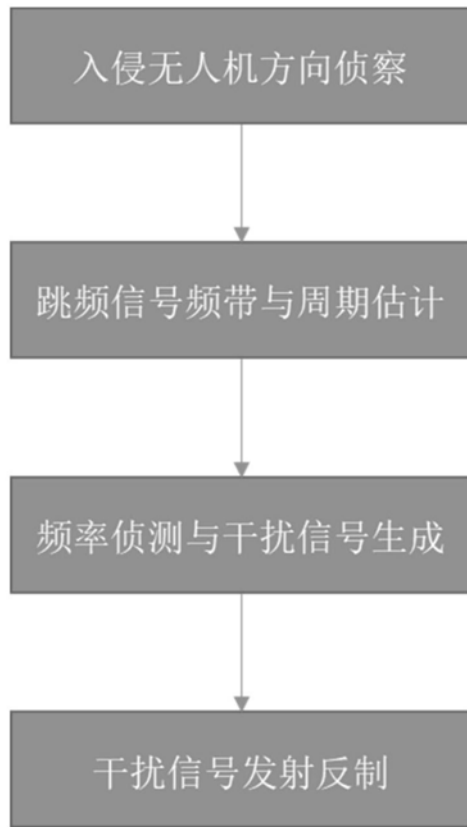 入侵无人机方向侦察
跳频信号频带与周期估计
频率侦测与干扰信号生成
干扰信号发射反制